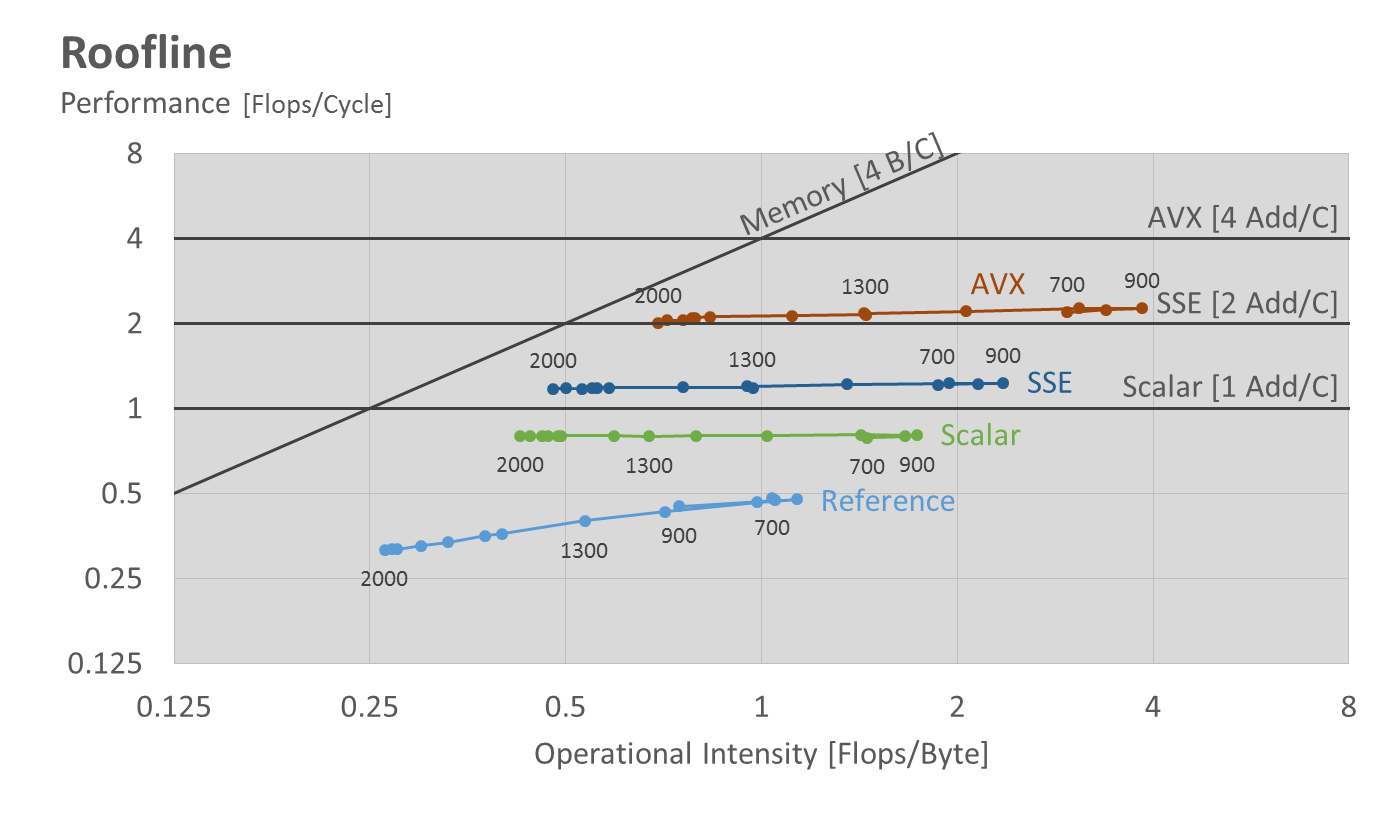 Roofline
Performance [Flops/Cycle]
8
Memory [4 B/C]
AVX [4 Add/C]
4
2000
1300
AVX
700
900
SSE [2 Add/C]
2
2000
1300
700
900
SSE
Scalar [1 Add/C]
1
Scalar
2000
1300
700
900
0.5
Reference
2000
1300
900
700
0.25
0.125
0.125
0.25
0.5
1
2
4
8
Operational Intensity [Flops/Byte]